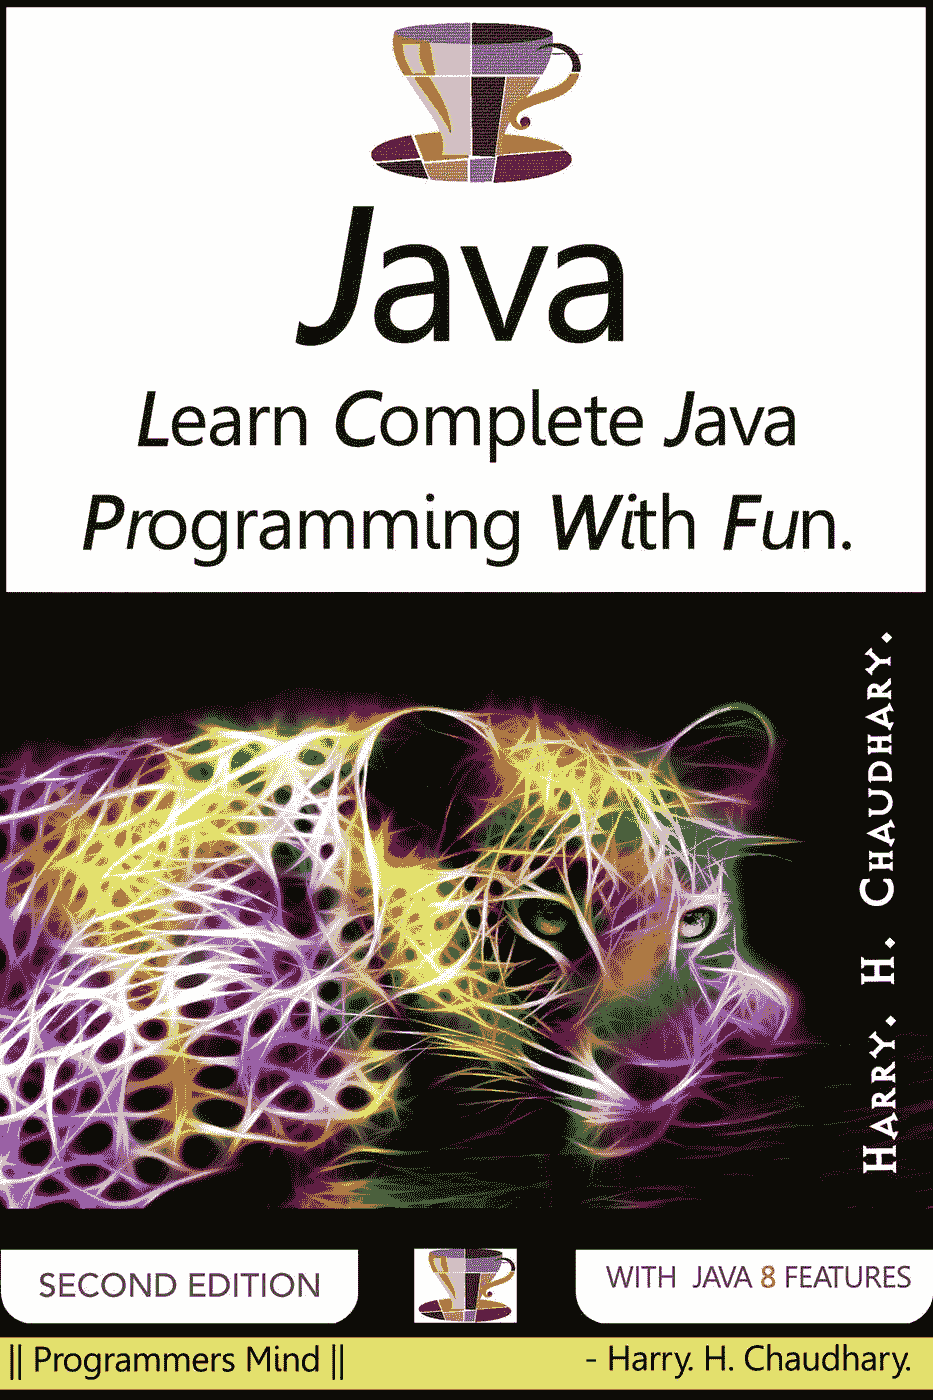 Java
Learn Complete Java
Programming With Fun.
HARRY. H. CHAUDHARY.
SECOND EDITION
WITH JAVA 8 FEATURES
|| Programmers Mind ||
- Harry. H. Chaudhary.